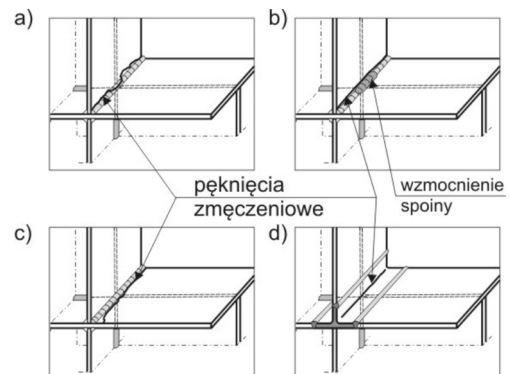 a)
b)
pęknięcia
zmęczeniowe
wzmocnienie
spoiny
c)
d)